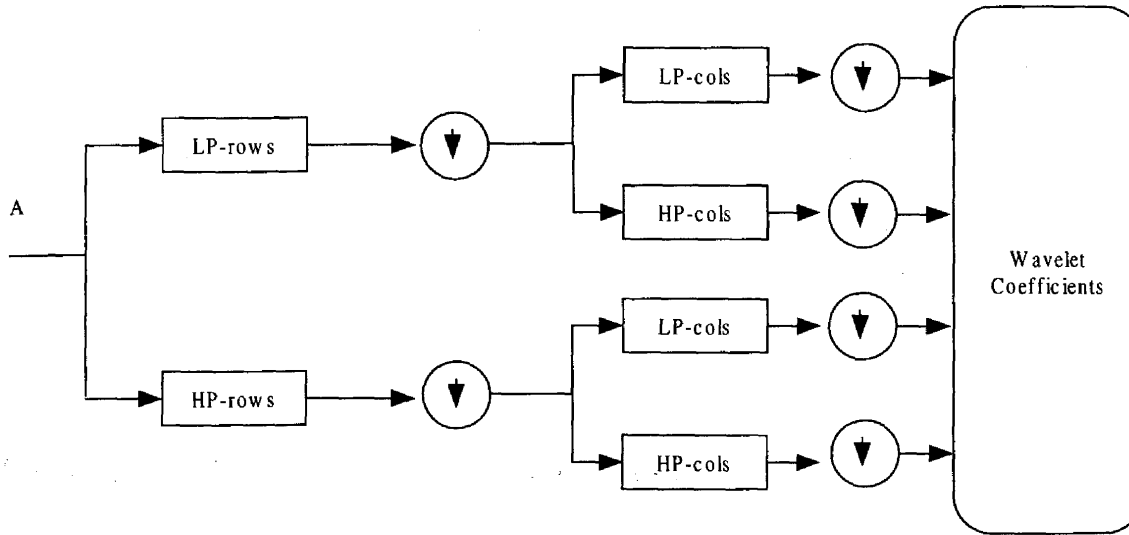 LP-cols
LP-rows
A
HP-cols
Wavelet
Coefficients
LP-cols
HP-rows
HP-cols